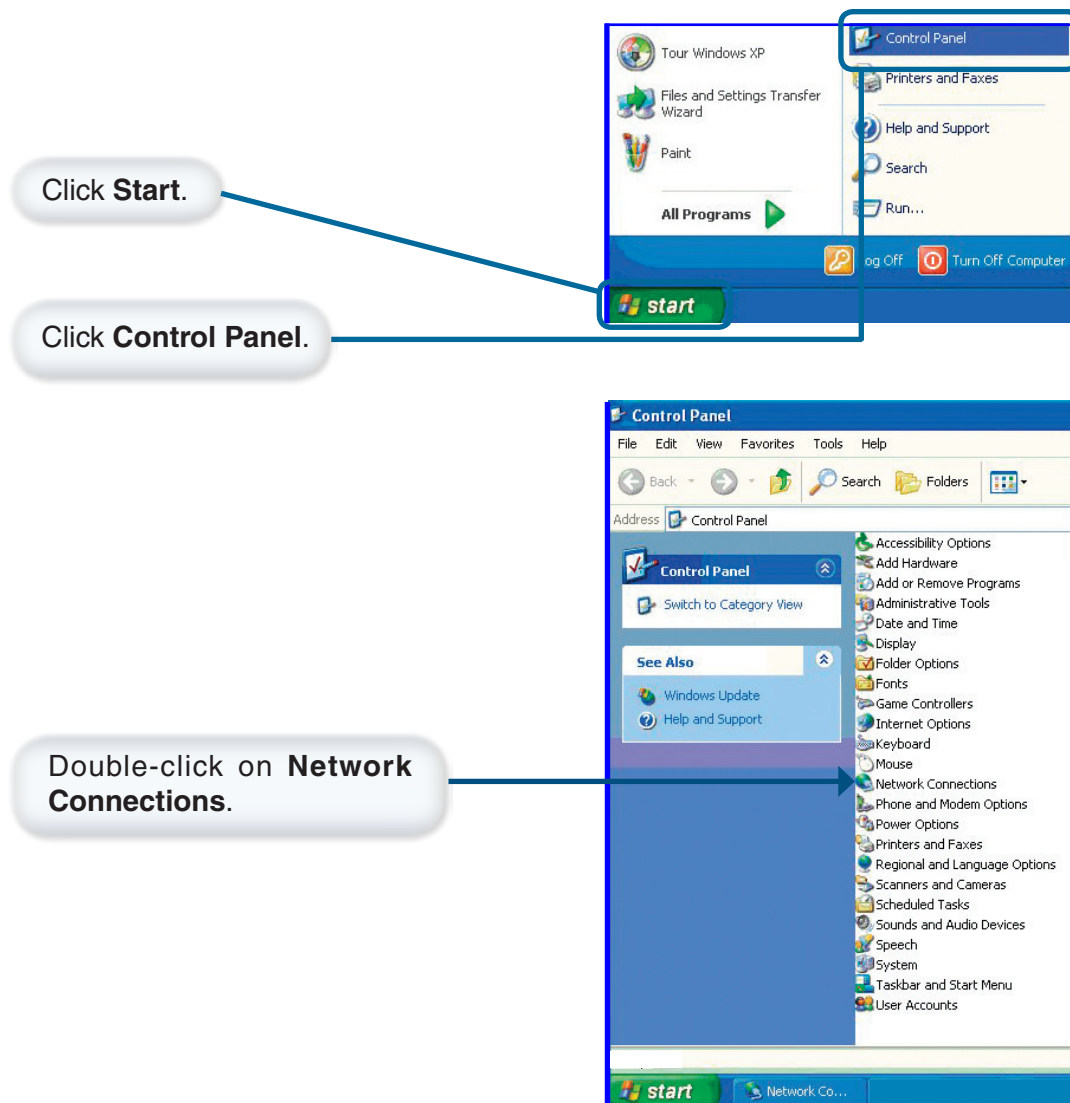 Click Start.
Click Control Panel.
Tour Windows XP
Files and Settings Transfer
Wizard
Paint
All Programs
Control Panel
Printers and Faxes
Help and Support
Search
Run...
og Off
Turn Off Computer
start
Double-click on Network
Connections.
Control Panel
File Edit View Favorites Tools Help
Back Search Folders
Address Control Panel
Control Panel
Switch to Category View
See Also
Windows Update
Help and Support
Accessibility Options
Add Hardware
Add or Remove Programs
Administrative Tools
Date and Time
Display
Folder Options
Fonts
Game Controllers
Internet Options
Keyboard
Mouse
Network Connections
Phone and Modem Options
Power Options
Printers and Faxes
Regional and Language Options
Scanners and Cameras
Scheduled Tasks
Sounds and Audio Devices
Speech
System
Taskbar and Start Menu
User Accounts
start
Network Co...